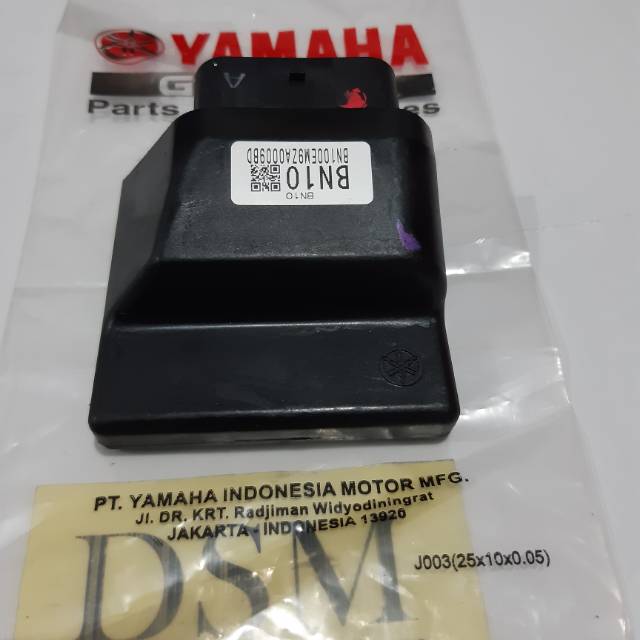 YAMAHA
G
Parts
es
A
BN10
BN10
BN100EM9ZA0009BD
PT. YAMAHA INDONESIA MOTOR MFG.
Jl. DR. KRT. Radjiman Widyodiningrat
JAKARTA - INDONESIA 13920
J003(25x10x0.05)
DSM